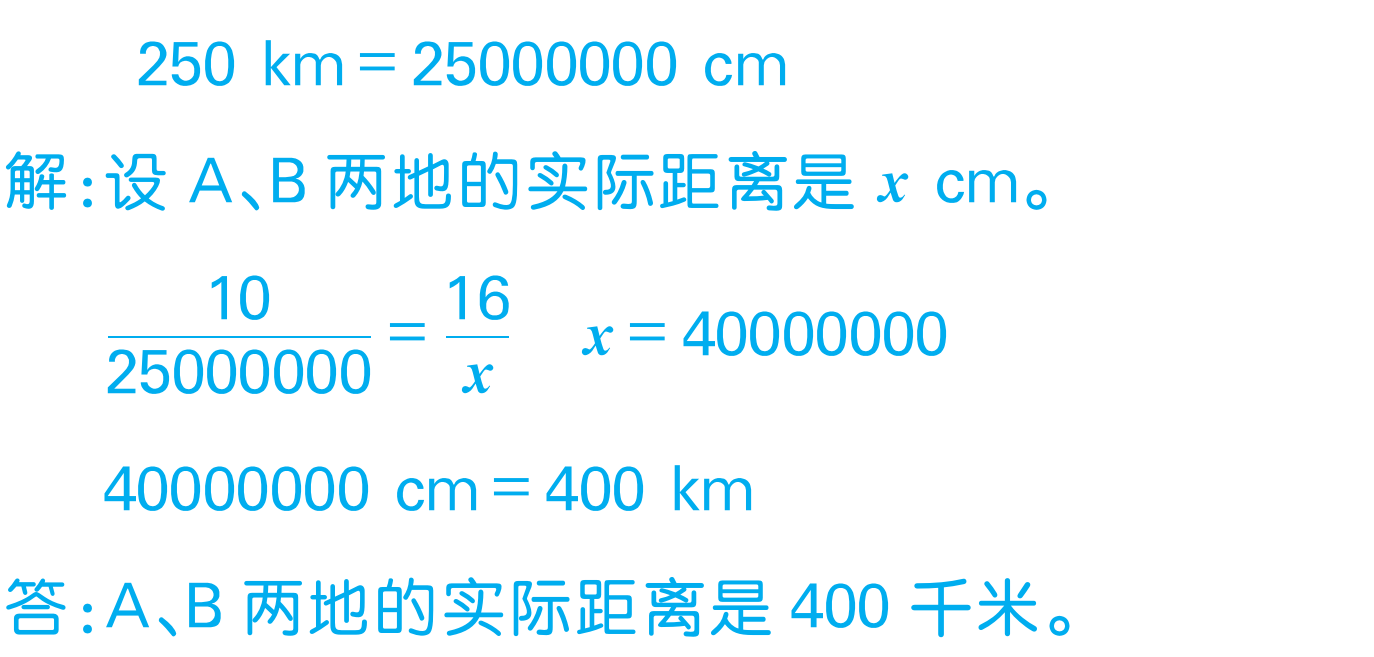 250 km = 25000000 cm
解:设 A、B 两地的实际距离是 x cm。
10/25000000 = 16/x  x = 40000000
40000000 cm = 400 km
答:A、B 两地的实际距离是 400 千米。